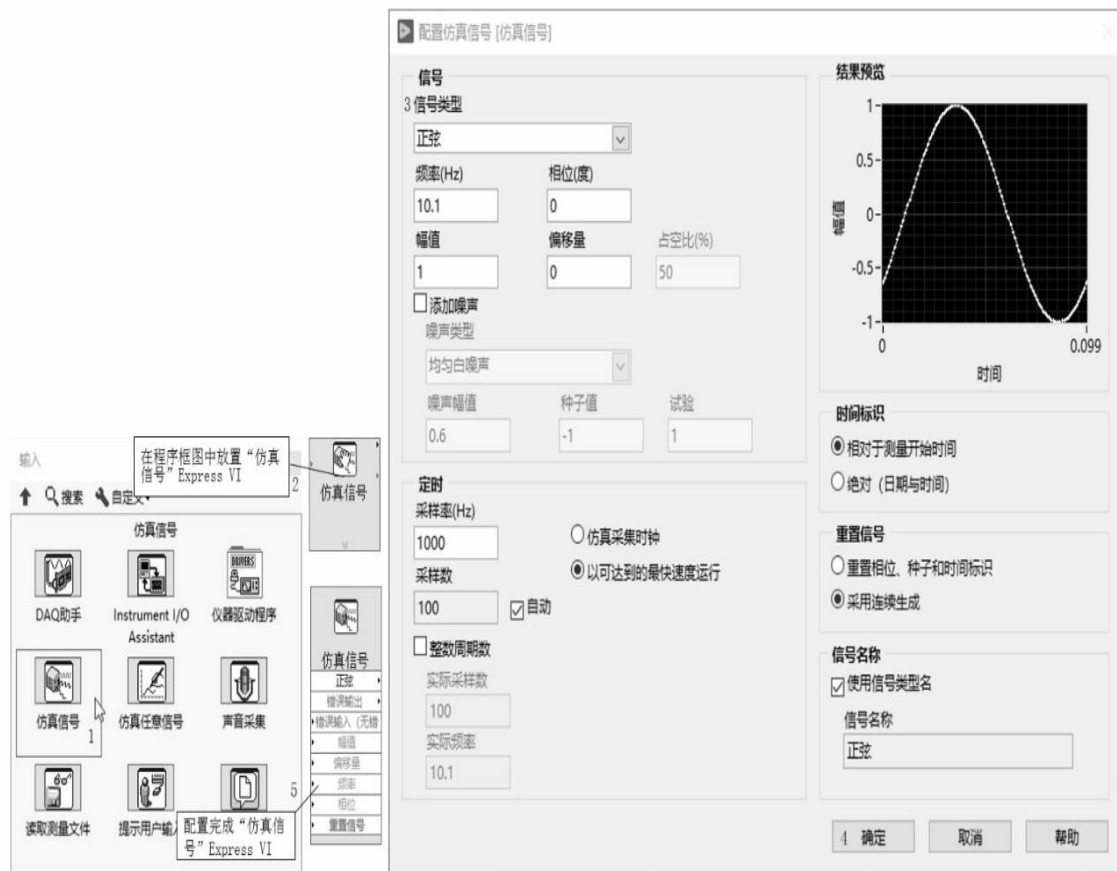 配置仿真信号 [仿真信号]
信号
3 信号类型
正弦
频率(Hz)
相位(度)
10.1
0
幅值
偏移量
占空比(%)
1
0
50
添加噪声
噪声类型
均匀白噪声
噪声幅值
种子值
试验
0.6
-1
1
定时
采样率(Hz)
1000
仿真采集时钟
采样数
以可达到的最快速度运行
100
自动
整数周期数
实际采样数
100
实际频率
10.1
结果预览
幅值
1
0.5
0
-0.5
-1
0
0.099
时间
时间标识
相对于测量开始时间
绝对（日期与时间）
重置信号
重置相位、种子和时间标识
采用连续生成
信号名称
使用信号类型名
信号名称
正弦
4 确定
取消
帮助
输入
搜索
自定义
仿真信号
DRIVERS
DAQ助手
Instrument I/O
Assistant
仪器驱动程序
仿真信号
1
仿真任意信号
声音采集
读取测量文件
提示用户输入
在程序框图中放置“仿真
信号”Express VI
2
仿真信号
仿真信号
正弦
错误输出
错误输入（无错
幅值
偏移量
频率
相位
重置信号
5
配置完成“仿真信
号”Express VI